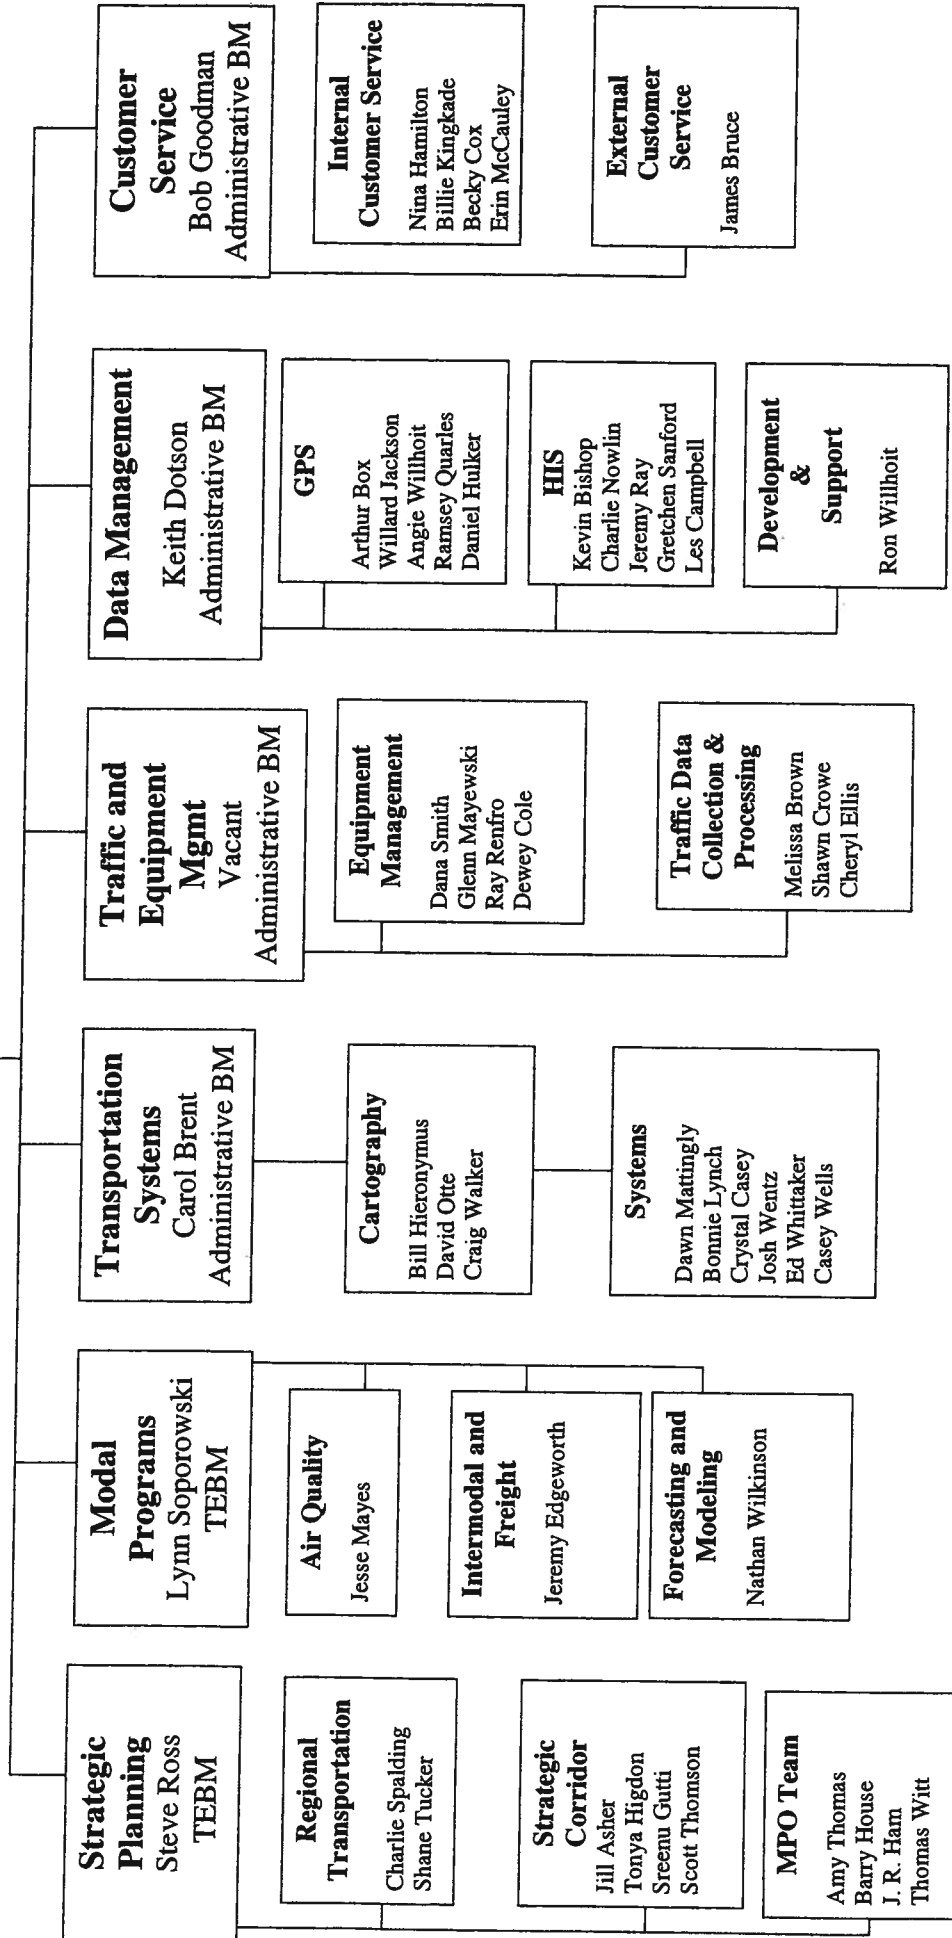 Strategic
Planning
Steve Ross
TEBM
Regional
Transportation
Charlie Spalding
Shane Tucker
Strategic
Corridor
Jill Asher
Tonya Higdon
Sreenu Gutti
Scott Thomson
MPO Team
Amy Thomas
Barry House
J. R. Ham
Thomas Witt
Modal
Programs
Lynn Soporowski
TEBM
Air Quality
Jesse Mayes
Intermodal and
Freight
Jeremy Edgeworth
Forecasting and
Modeling
Nathan Wilkinson
Transportation
Systems
Carol Brent
Administrative BM
Cartography
Bill Hieronymus
David Otte
Craig Walker
Systems
Dawn Mattingly
Bonnie Lynch
Crystal Casey
Josh Wentz
Ed Whittaker
Casey Wells
Traffic and
Equipment
Mgmt
Vacant
Administrative BM
Equipment
Management
Dana Smith
Glenn Mayewski
Ray Renfro
Dewey Cole
Traffic Data
Collection &
Processing
Melissa Brown
Shawn Crowe
Cheryl Ellis
Data Management
Keith Dotson
Administrative BM
GPS
Arthur Box
Willard Jackson
Angie Willhoit
Ramsey Quarles
Daniel Hulker
HIS
Kevin Bishop
Charlie Nowlin
Jeremy Ray
Gretchen Sanford
Les Campbell
Development
&
Support
Ron Willhoit
Customer
Service
Bob Goodman
Administrative BM
Internal
Customer Service
Nina Hamilton
Billie Kingkade
Becky Cox
Erin McCauley
External
Customer
Service
James Bruce